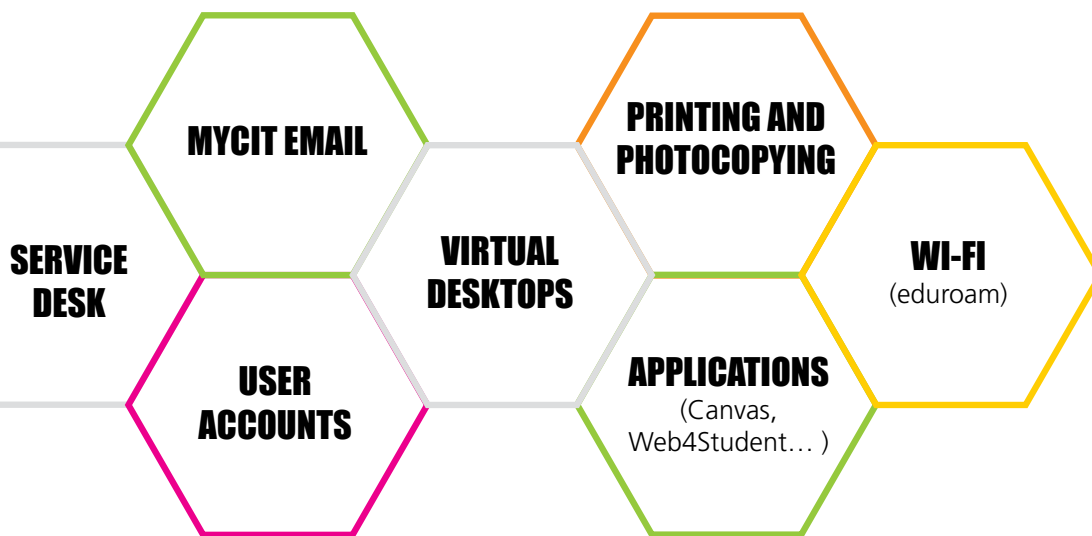 MYCIT EMAIL
PRINTING AND
PHOTOCOPYING
SERVICE
DESK
VIRTUAL
DESKTOPS
WI-FI
(eduroam)
USER
ACCOUNTS
APPLICATIONS
(Canvas,
Web4Student… )